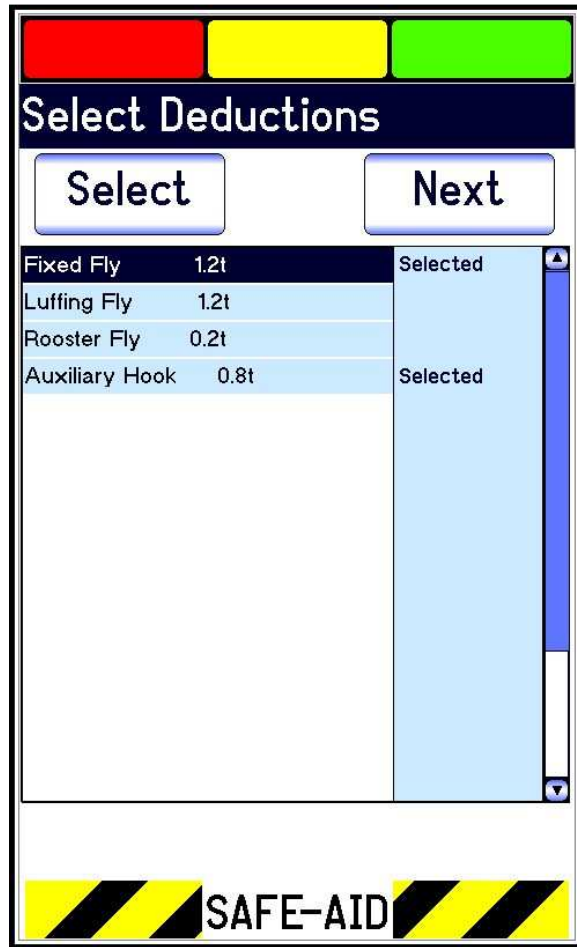 Select Deductions
Select Next
Fixed Fly 1.2t Selected
Luffing Fly 1.2t
Rooster Fly 0.2t
Auxiliary Hook 0.8t Selected
SAFE-AID